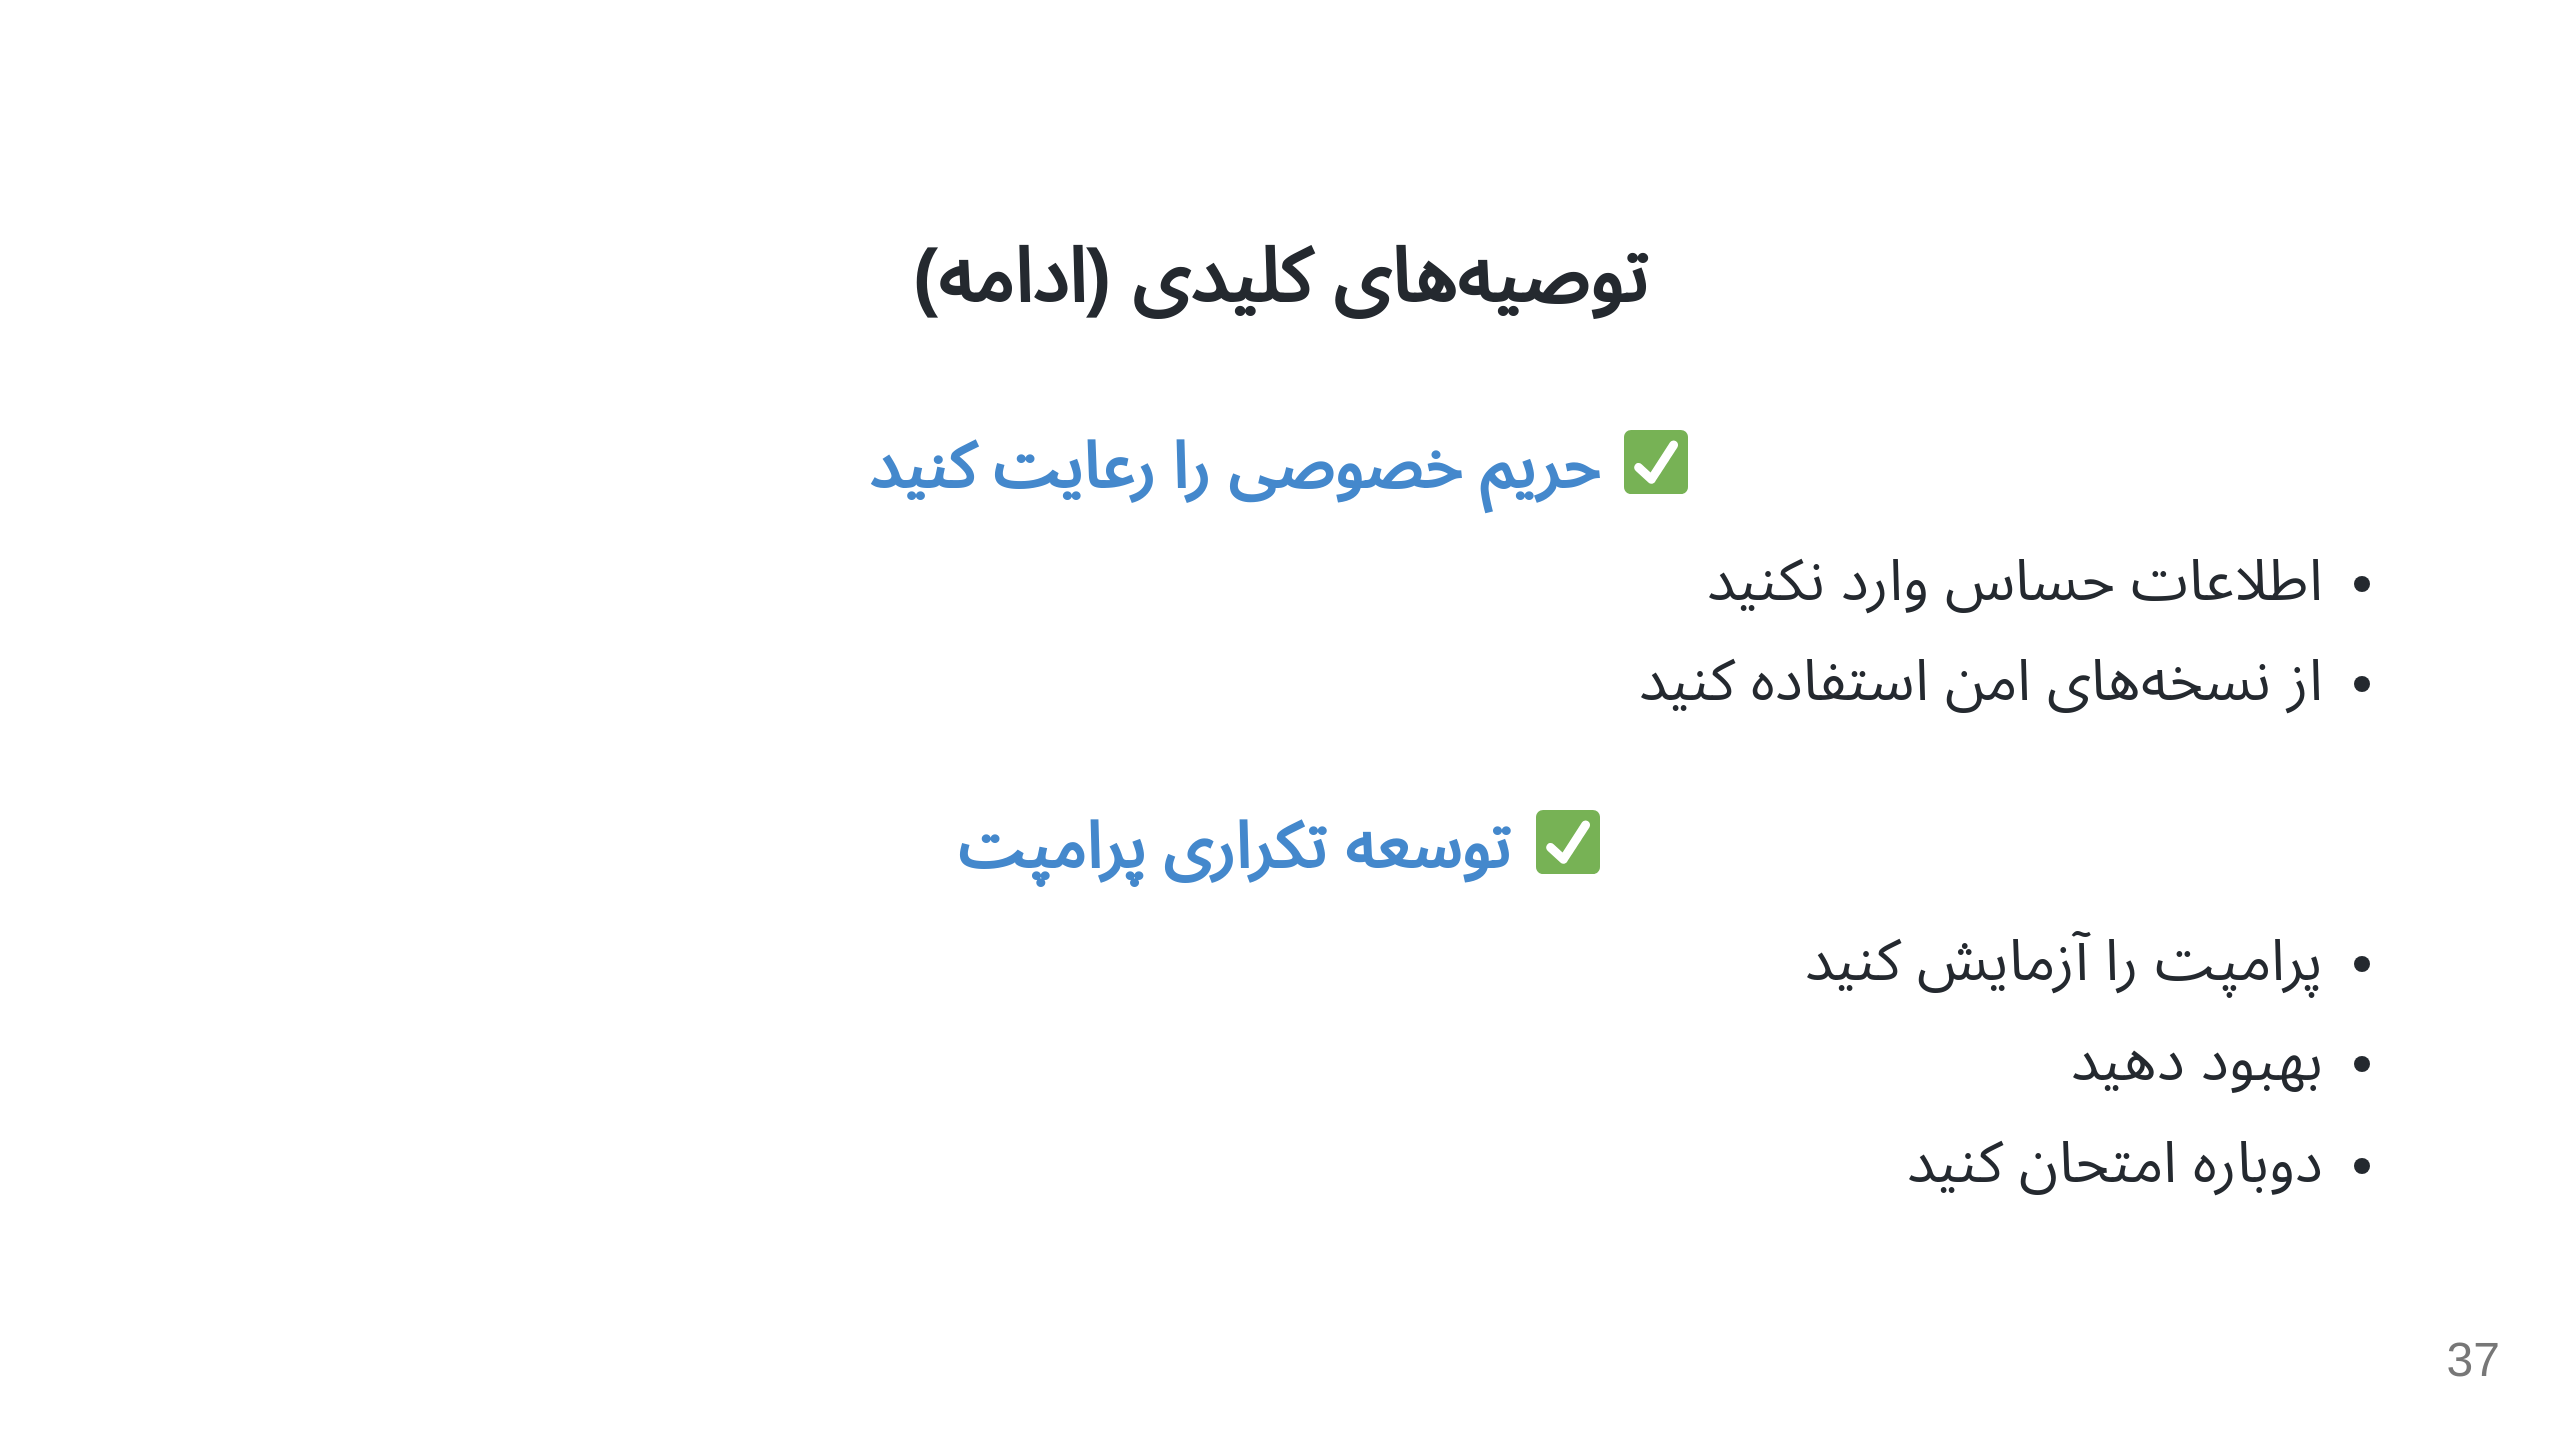 توصیه‌های کلیدی (ادامه)
✅ حریم خصوصی را رعایت کنید
• اطلاعات حساس وارد نکنید
• از نسخه‌های امن استفاده کنید
✅ توسعه تکراری پرامپت
• پرامپت را آزمایش کنید
• بهبود دهید
• دوباره امتحان کنید
37